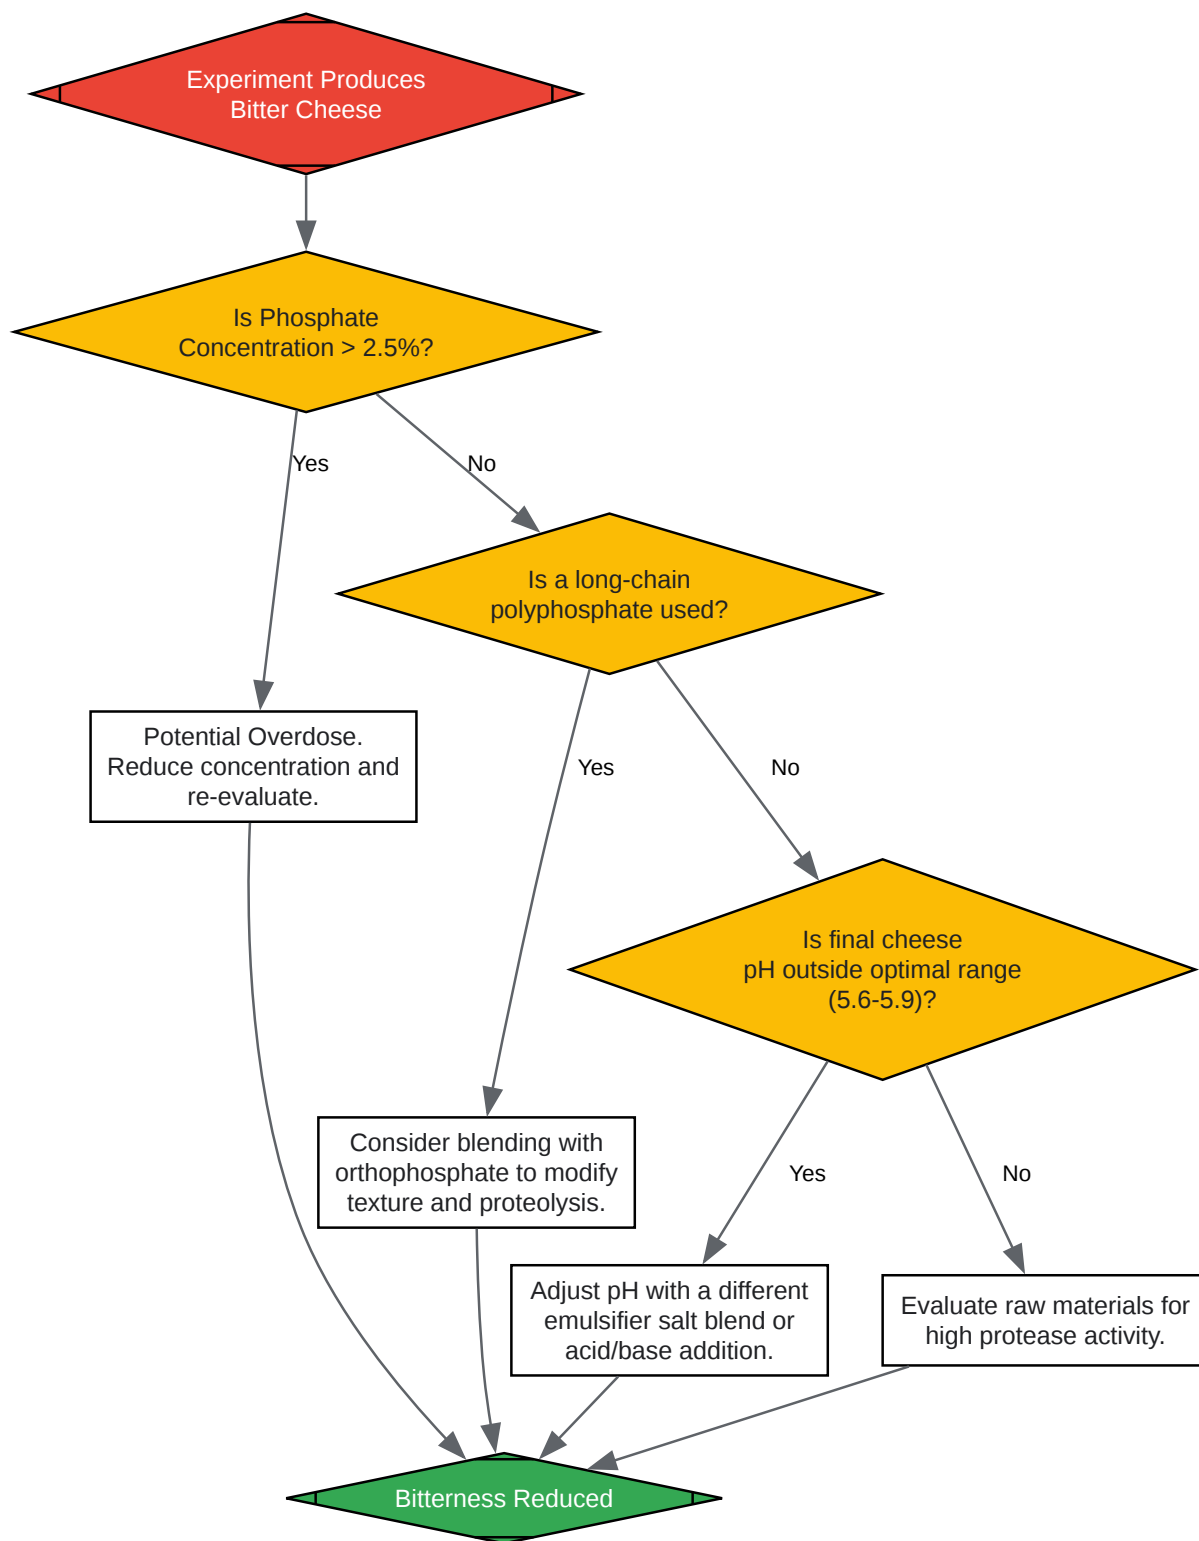 Experiment Produces
Bitter Cheese
Is Phosphate
Concentration > 2.5%?
Yes
No
Is a long-chain
polyphosphate used?
Potential Overdose.
Reduce concentration and
re-evaluate.
Yes
No
Is final cheese
pH outside optimal range
(5.6-5.9)?
Consider blending with
orthophosphate to modify
texture and proteolysis.
Yes
No
Adjust pH with a different
emulsifier salt blend or
acid/base addition.
Evaluate raw materials for
high protease activity.
Bitterness Reduced